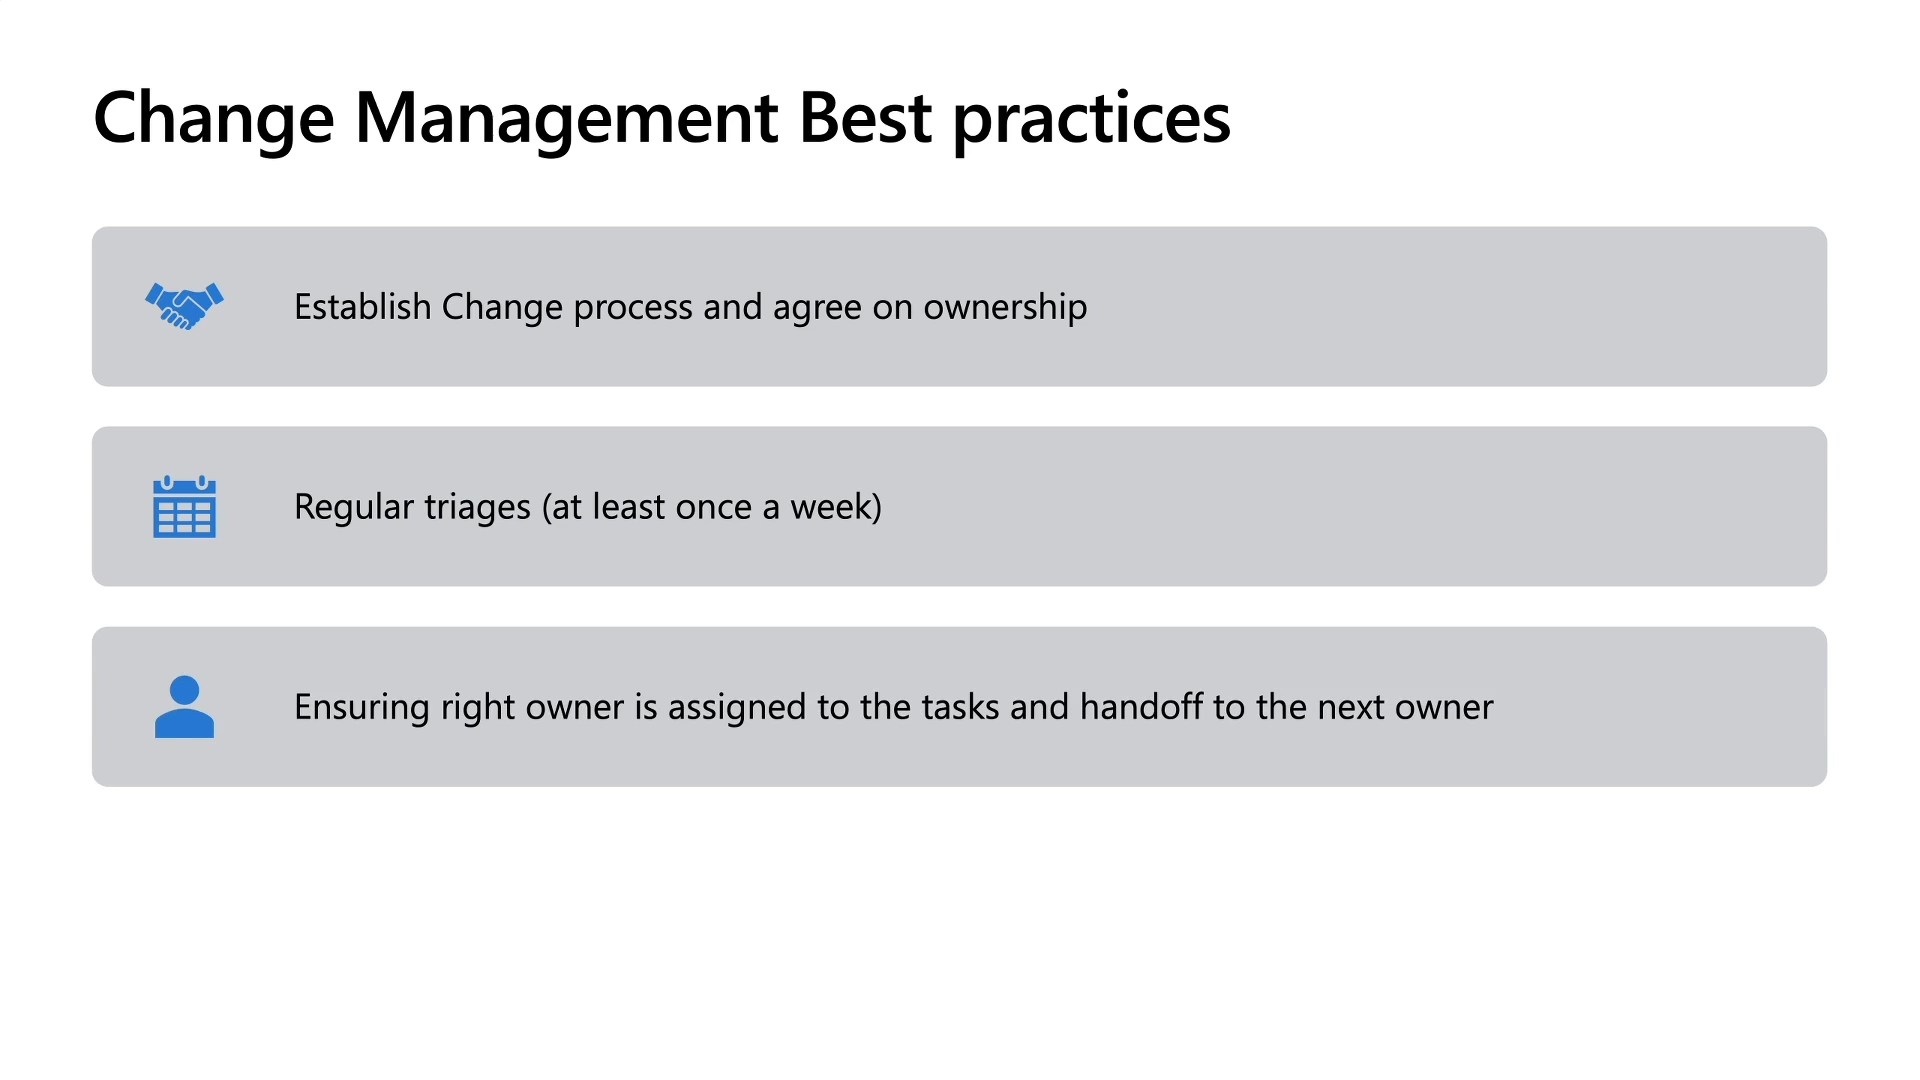 Change Management Best practices
Establish Change process and agree on ownership
Regular triages (at least once a week)
Ensuring right owner is assigned to the tasks and handoff to the next owner